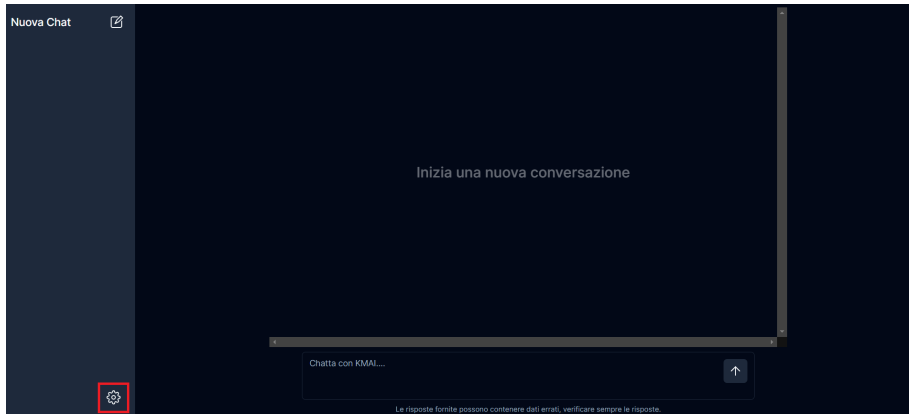 Nuova Chat
Inizia una nuova conversazione
Chatta con KMAI....
Le risposte fornite possono contenere dati errati, verificare sempre le risposte.